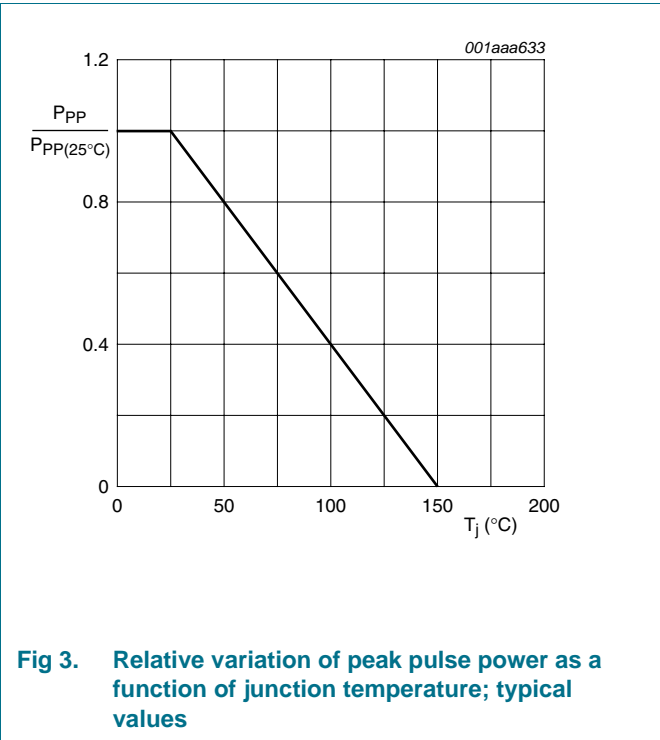 001aaa633
1.2
PPP
PPP(25°C)
0.8
0.4
0
0 50 100 150 200
Tj (°C)
Fig 3. Relative variation of peak pulse power as a
function of junction temperature; typical
values